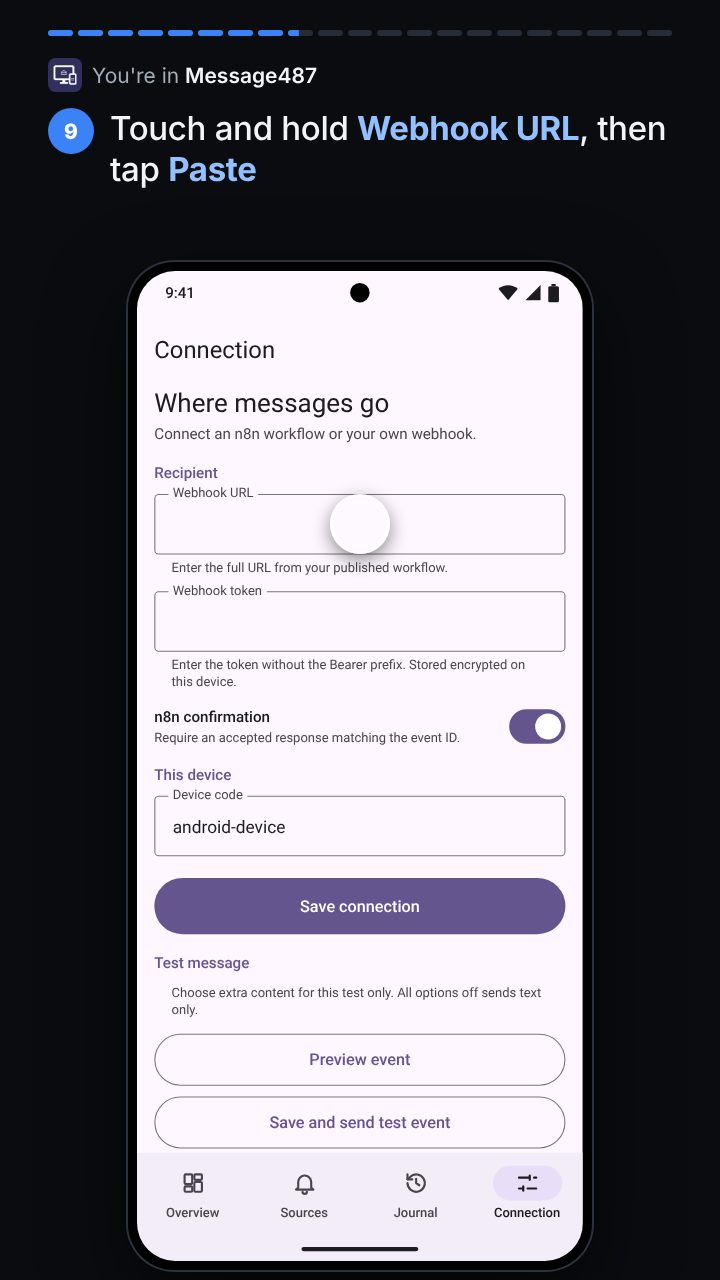 You're in Message487
9
Touch and hold Webhook URL, then
tap Paste
9:41
Connection
Where messages go
Connect an n8n workflow or your own webhook.
Recipient
Webhook URL
Enter the full URL from your published workflow.
Webhook token
Enter the token without the Bearer prefix. Stored encrypted on
this device.
n8n confirmation
Require an accepted response matching the event ID.
This device
Device code
android-device
Save connection
Test message
Choose extra content for this test only. All options off sends text
only.
Preview event
Save and send test event
Overview
Sources
Journal
Connection